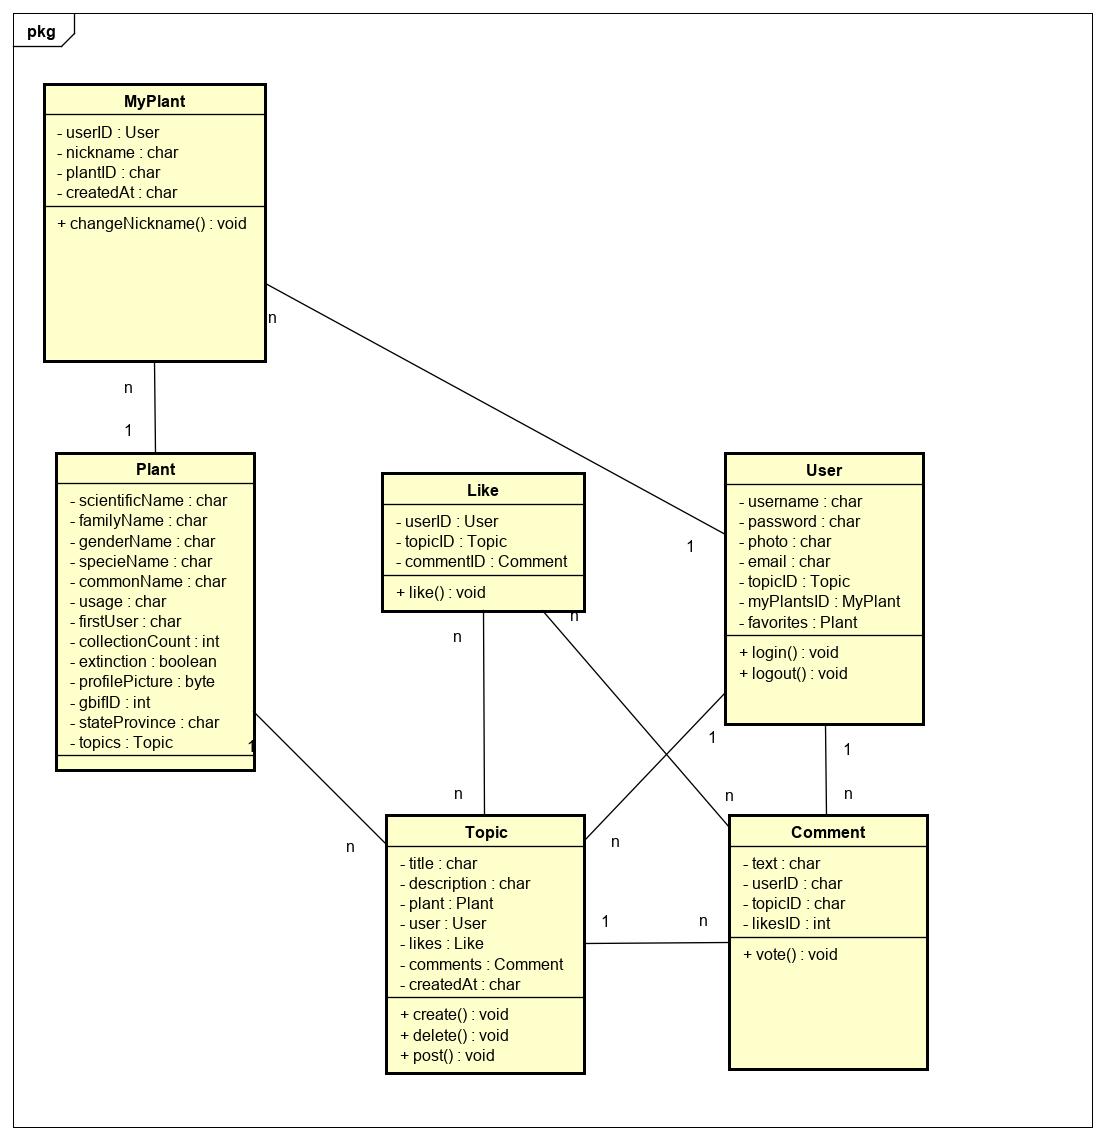 pkg
MyPlant
- userID : User
- nickname : char
- plantID : char
- createdAt : char
+ changeNickname() : void
n
n
1
1
Plant
- scientificName : char
- familyName : char
- genderName : char
- specieName : char
- commonName : char
- usage : char
- firstUser : char
- collectionCount : int
- extinction : boolean
- profilePicture : byte
- gbifID : int
- stateProvince : char
- topics : Topic
1
n
Like
- userID : User
- topicID : Topic
- commentID : Comment
+ like() : void
n
n
n
n
User
- username : char
- password : char
- photo : char
- email : char
- topicID : Topic
- myPlantsID : MyPlant
- favorites : Plant
+ login() : void
+ logout() : void
1
n
1
n
Topic
- title : char
- description : char
- plant : Plant
- user : User
- likes : Like
- comments : Comment
- createdAt : char
+ create() : void
+ delete() : void
+ post() : void
1
n
Comment
- text : char
- userID : char
- topicID : char
- likesID : int
+ vote() : void